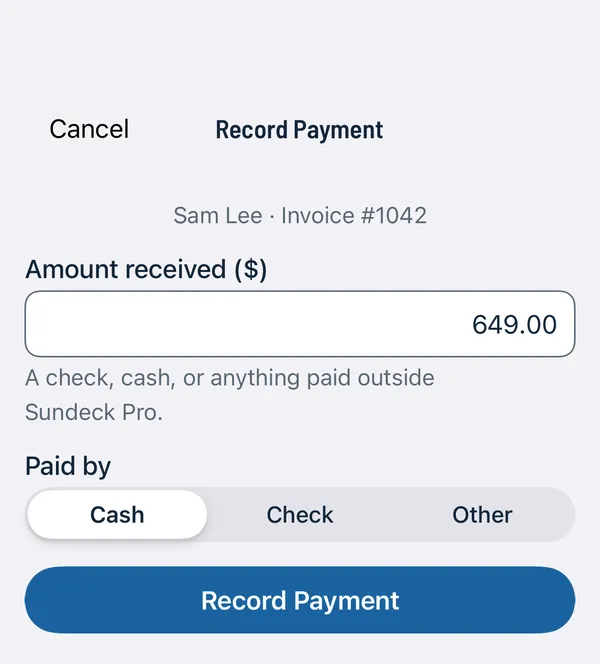 Cancel
Record Payment
Sam Lee · Invoice #1042
Amount received ($)
649.00
A check, cash, or anything paid outside
Sundeck Pro.
Paid by
Cash
Check
Other
Record Payment